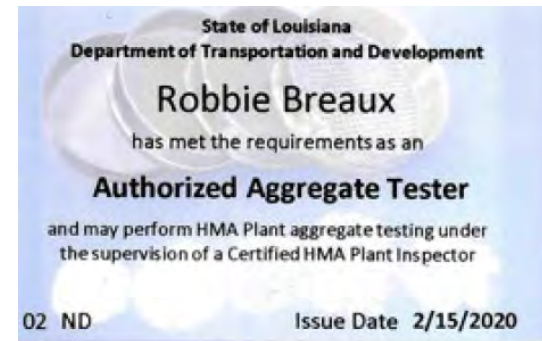 State of Louisiana
Department of Transportation and Development
Robbie Breaux
has met the requirements as an
Authorized Aggregate Tester
and may perform HMA Plant aggregate testing under
the supervision of a Certified HMA Plant Inspector
02 ND Issue Date 2/15/2020